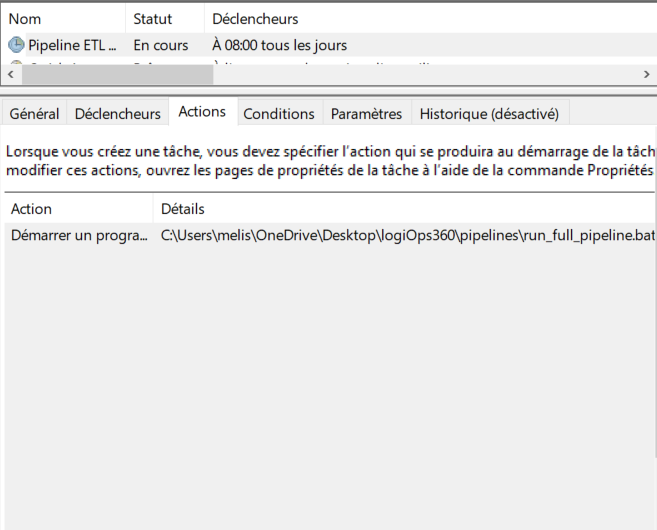 Nom Statut Déclencheurs
Pipeline ETL ... En cours À 08:00 tous les jours
Général Déclencheurs Actions Conditions Paramètres Historique (désactivé)
Lorsque vous créez une tâche, vous devez spécifier l'action qui se produira au démarrage de la tâch
modifier ces actions, ouvrez les pages de propriétés de la tâche à l'aide de la commande Propriétés
Action Détails
Démarrer un progra... C:\Users\melis\OneDrive\Desktop\logiOps360\pipelines\run_full_pipeline.bat